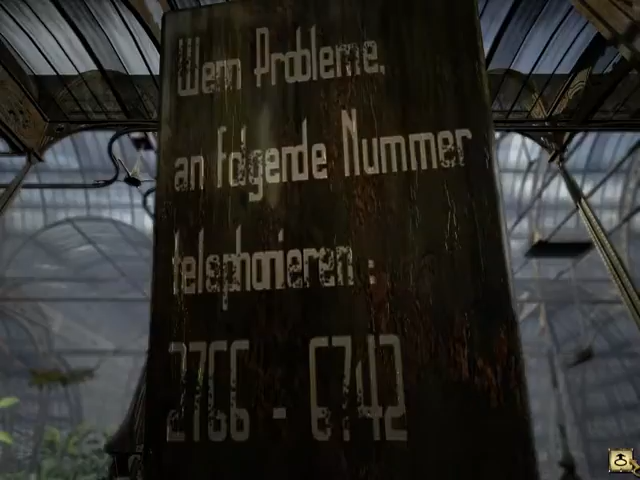 Wenn Probleme,
an folgende Nummer
telephonieren :
2766 - 6742